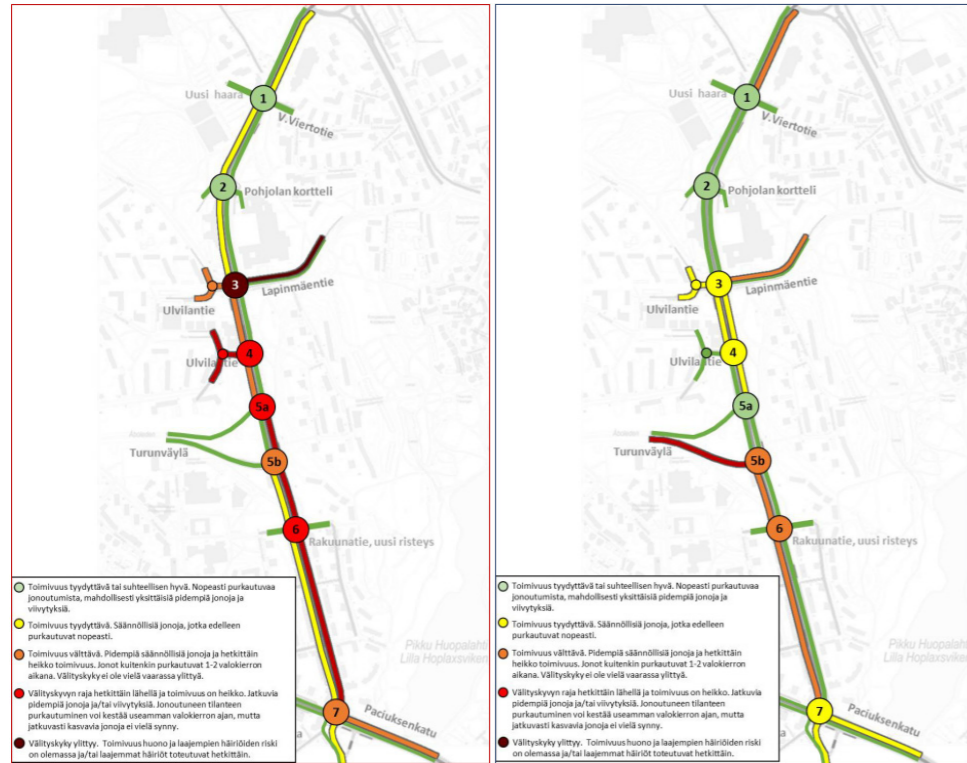 1
Uusi haara
V.Viertotie
2
Pohjolan kortteli
3
Lapinmäentie
Ulvilantie
4
Ulvilantie
5a
Turunväylä
5b
6
Rakuunatie, uusi risteys
Toimivuus tyydyttävä tai suhteellisen hyvä. Nopeasti purkautuvaa
jonoutumista, mahdollisesti yksittäisiä pidempiä jonoja ja
viivytyksiä.
Toimivuus tyydyttävä. Säännöllisiä jonoja, jotka edelleen
purkautuvat nopeasti.
Toimivuus välttävä. Pidempiä säännöllisiä jonoja ja hetkittäin
heikko toimivuus. Jonot kuitenkin purkautuvat 1-2 valokierron
aikana. Välityskyky ei ole vielä vaarassa ylittyä.
Välityskyvyn raja hetkittäin lähellä ja toimivuus on heikko. Jatkuvia
pidempiä jonoja ja/tai viivytyksiä. Jonoutuneen tilanteen
purkautuminen voi kestää useamman valokierron ajan, mutta
jatkuvasti kasvavia jonoja ei vielä synny.
Välityskyky ylittyy. Toimivuus huono ja laajempien häiriöiden riski
on olemassa ja/tai laajemmat häiriöt toteutuvat hetkittäin.
Pikku Huopalahti
Lilla Hoplaxsviken
7
Paciuksenkatu
1
Uusi haara
V.Viertotie
2
Pohjolan kortteli
3
Lapinmäentie
Ulvilantie
4
Ulvilantie
5a
Turunväylä
5b
6
Rakuunatie, uusi risteys
Toimivuus tyydyttävä tai suhteellisen hyvä. Nopeasti purkautuvaa
jonoutumista, mahdollisesti yksittäisiä pidempiä jonoja ja
viivytyksiä.
Toimivuus tyydyttävä. Säännöllisiä jonoja, jotka edelleen
purkautuvat nopeasti.
Toimivuus välttävä. Pidempiä säännöllisiä jonoja ja hetkittäin
heikko toimivuus. Jonot kuitenkin purkautuvat 1-2 valokierron
aikana. Välityskyky ei ole vielä vaarassa ylittyä.
Välityskyvyn raja hetkittäin lähellä ja toimivuus on heikko. Jatkuvia
pidempiä jonoja ja/tai viivytyksiä. Jonoutuneen tilanteen
purkautuminen voi kestää useamman valokierron ajan, mutta
jatkuvasti kasvavia jonoja ei vielä synny.
Välityskyky ylittyy. Toimivuus huono ja laajempien häiriöiden riski
on olemassa ja/tai laajemmat häiriöt toteutuvat hetkittäin.
Pikku Huopalahti
Lilla Hoplaxsviken
7
Paciuksenkatu